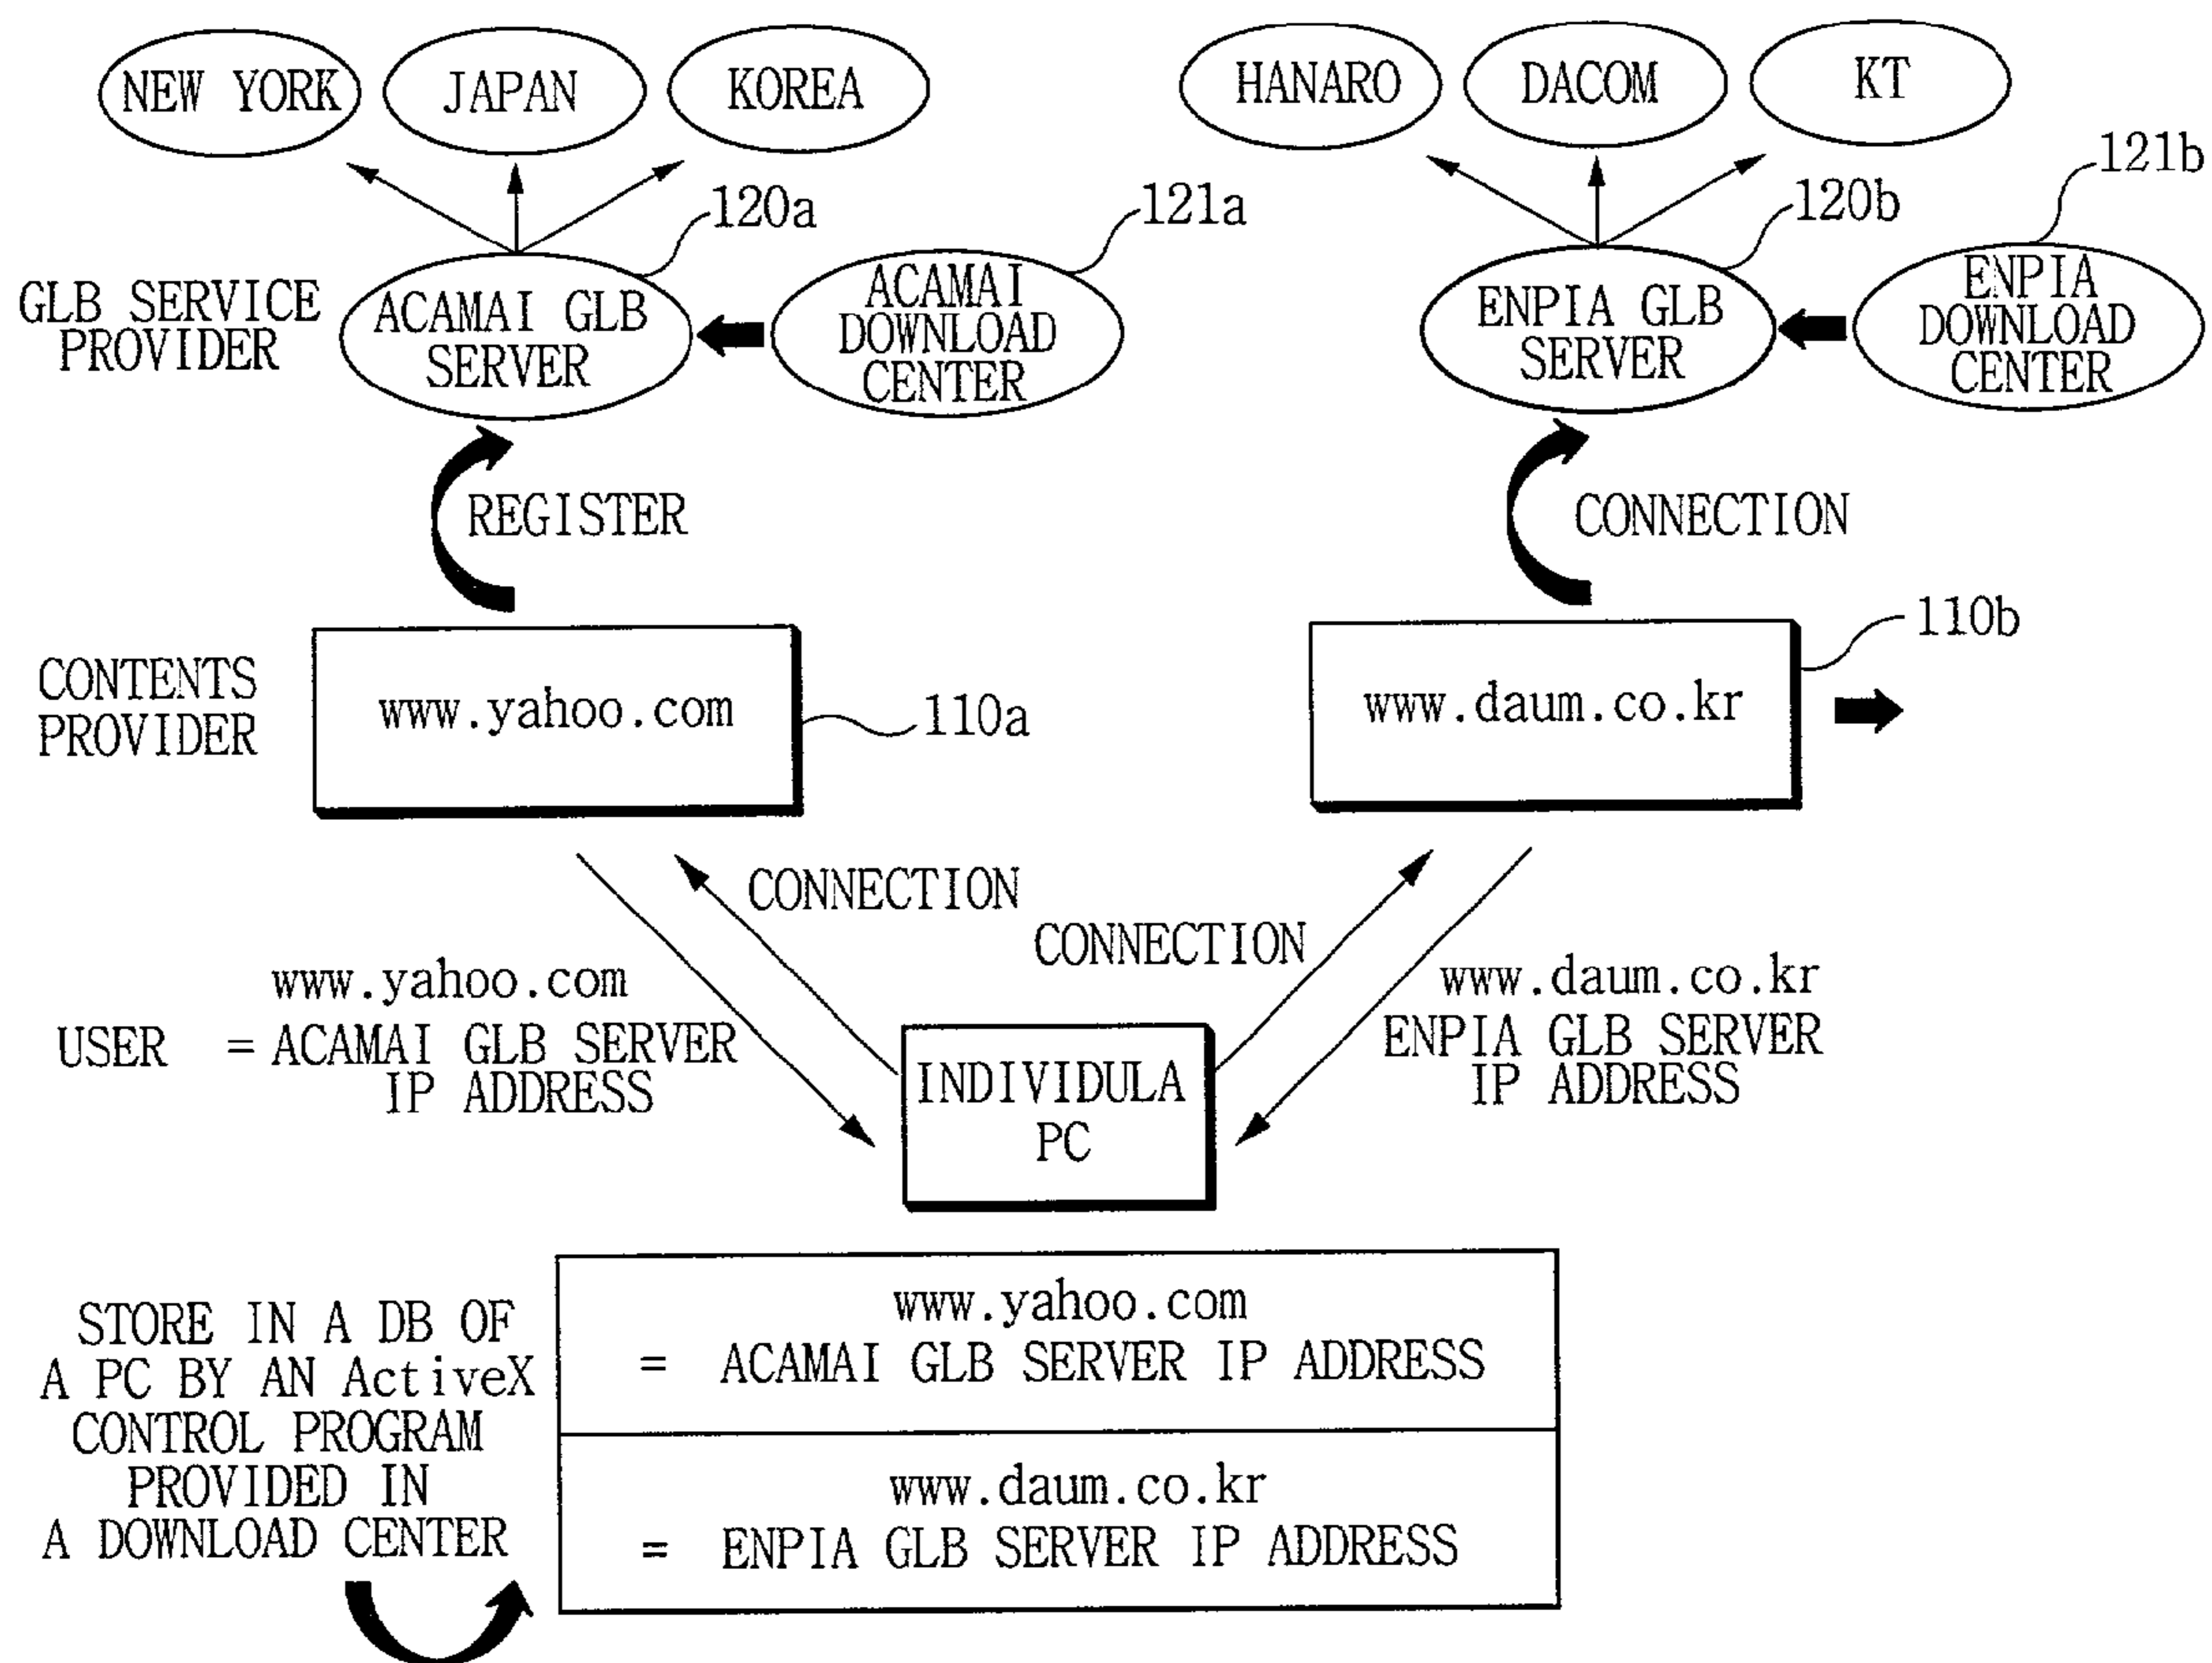 NEW YORK
JAPAN
KOREA
HANARO
DACOM
KT
120a
121a
120b
121b
GLB SERVICE
PROVIDER
ACAMAI GLB
SERVER
ACAMAI
DOWNLOAD
CENTER
ENPIA GLB
SERVER
ENPIA
DOWNLOAD
CENTER
REGISTER
CONNECTION
CONTENTS
PROVIDER
www.yahoo.com
110a
www.daum.co.kr
110b
CONNECTION
CONNECTION
USER
www.yahoo.com
= ACAMAI GLB SERVER
IP ADDRESS
INDIVIDULA
PC
www.daum.co.kr
ENPIA GLB SERVER
IP ADDRESS
STORE IN A DB OF
A PC BY AN ActiveX
CONTROL PROGRAM
PROVIDED IN
A DOWNLOAD CENTER
www.yahoo.com
= ACAMAI GLB SERVER IP ADDRESS
www.daum.co.kr
= ENPIA GLB SERVER IP ADDRESS